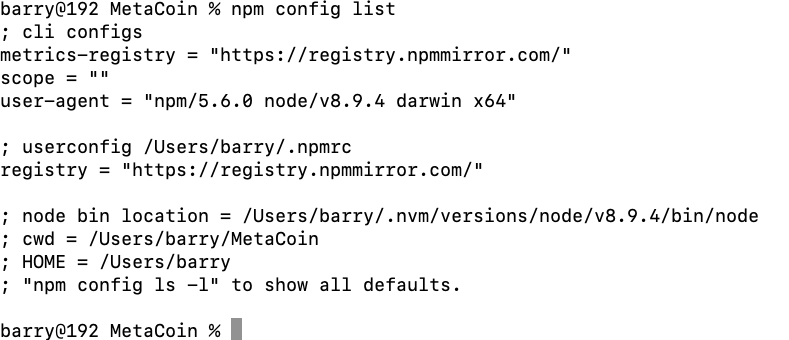 barry@192 MetaCoin % npm config list
; cli configs
metrics-registry = "https://registry.npmmirror.com/"
scope = ""
user-agent = "npm/5.6.0 node/v8.9.4 darwin x64"
; userconfig /Users/barry/.npmrc
registry = "https://registry.npmmirror.com/"
; node bin location = /Users/barry/.nvm/versions/node/v8.9.4/bin/node
; cwd = /Users/barry/MetaCoin
; HOME = /Users/barry
; "npm config ls -l" to show all defaults.
barry@192 MetaCoin %